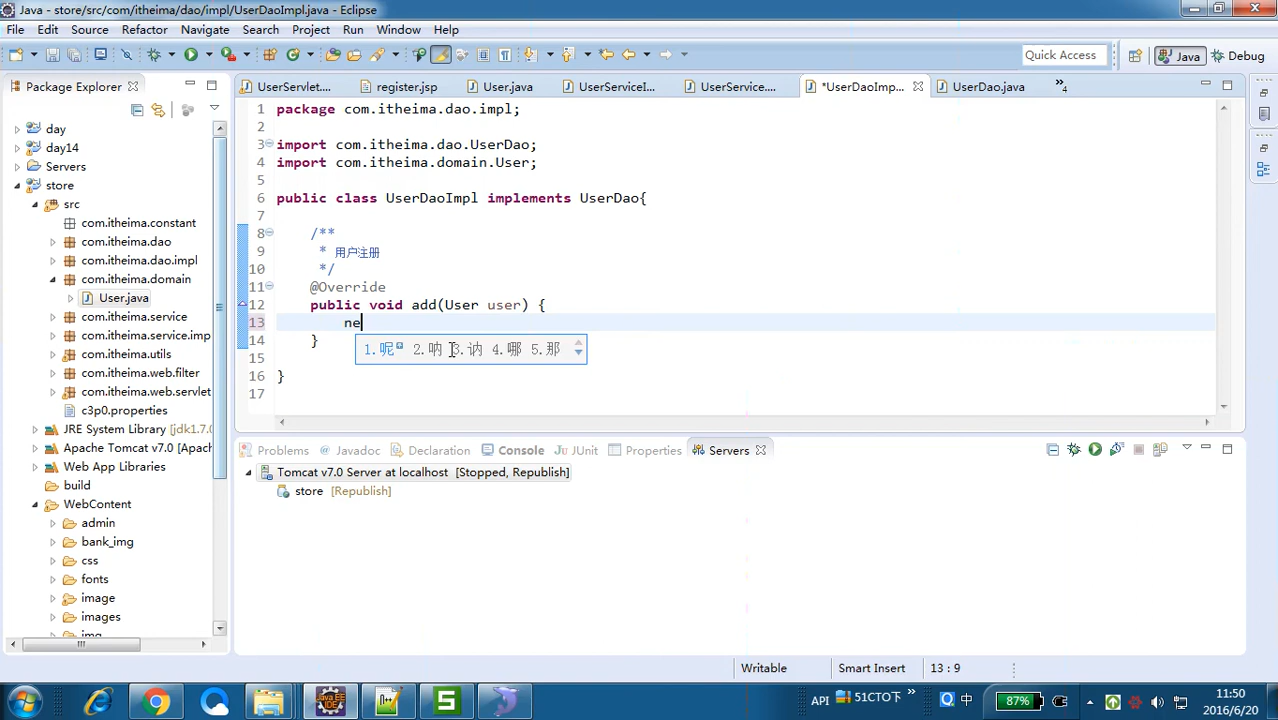 Java - store/src/com/itheima/dao/impl/UserDaoImpl.java - Eclipse
File Edit Source Refactor Navigate Search Project Run Window Help
Quick Access Java Debug
Package Explorer
day
day14
Servers
store
src
com.itheima.constant
com.itheima.dao
com.itheima.dao.impl
com.itheima.domain
User.java
com.itheima.service
com.itheima.service.imp
com.itheima.utils
com.itheima.web.filter
com.itheima.web.servlet
c3p0.properties
JRE System Library [jdk1.7.0
Apache Tomcat v7.0 [Apach
Web App Libraries
build
WebContent
admin
bank_img
css
fonts
image
images
img
UserServlet.... register.jsp User.java UserServiceI... UserService.... *UserDaoImp... UserDao.java »4
1 package com.itheima.dao.impl;
2
3 import com.itheima.dao.UserDao;
4 import com.itheima.domain.User;
5
6 public class UserDaoImpl implements UserDao{
7
8 /**
9 * 用户注册
10 */
11 @Override
12 public void add(User user) {
13 ne
14 }
15
16 }
17
1.呢 2.呐 3.讷 4.哪 5.那
Problems Javadoc Declaration Console JUnit Properties Servers
Tomcat v7.0 Server at localhost [Stopped, Republish]
store [Republish]
Writable Smart Insert 13 : 9
API 51CTO下 » 中 87% 11:50
2016/6/20